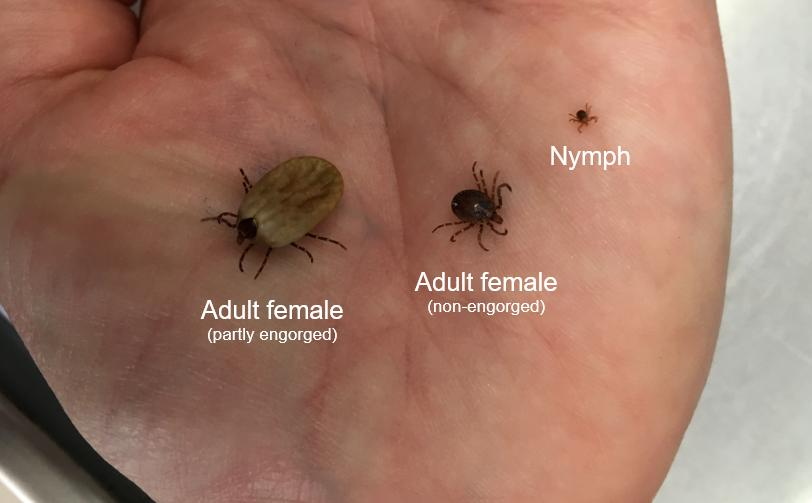 Nymph
Adult female
(non-engorged)
Adult female
(partly engorged)